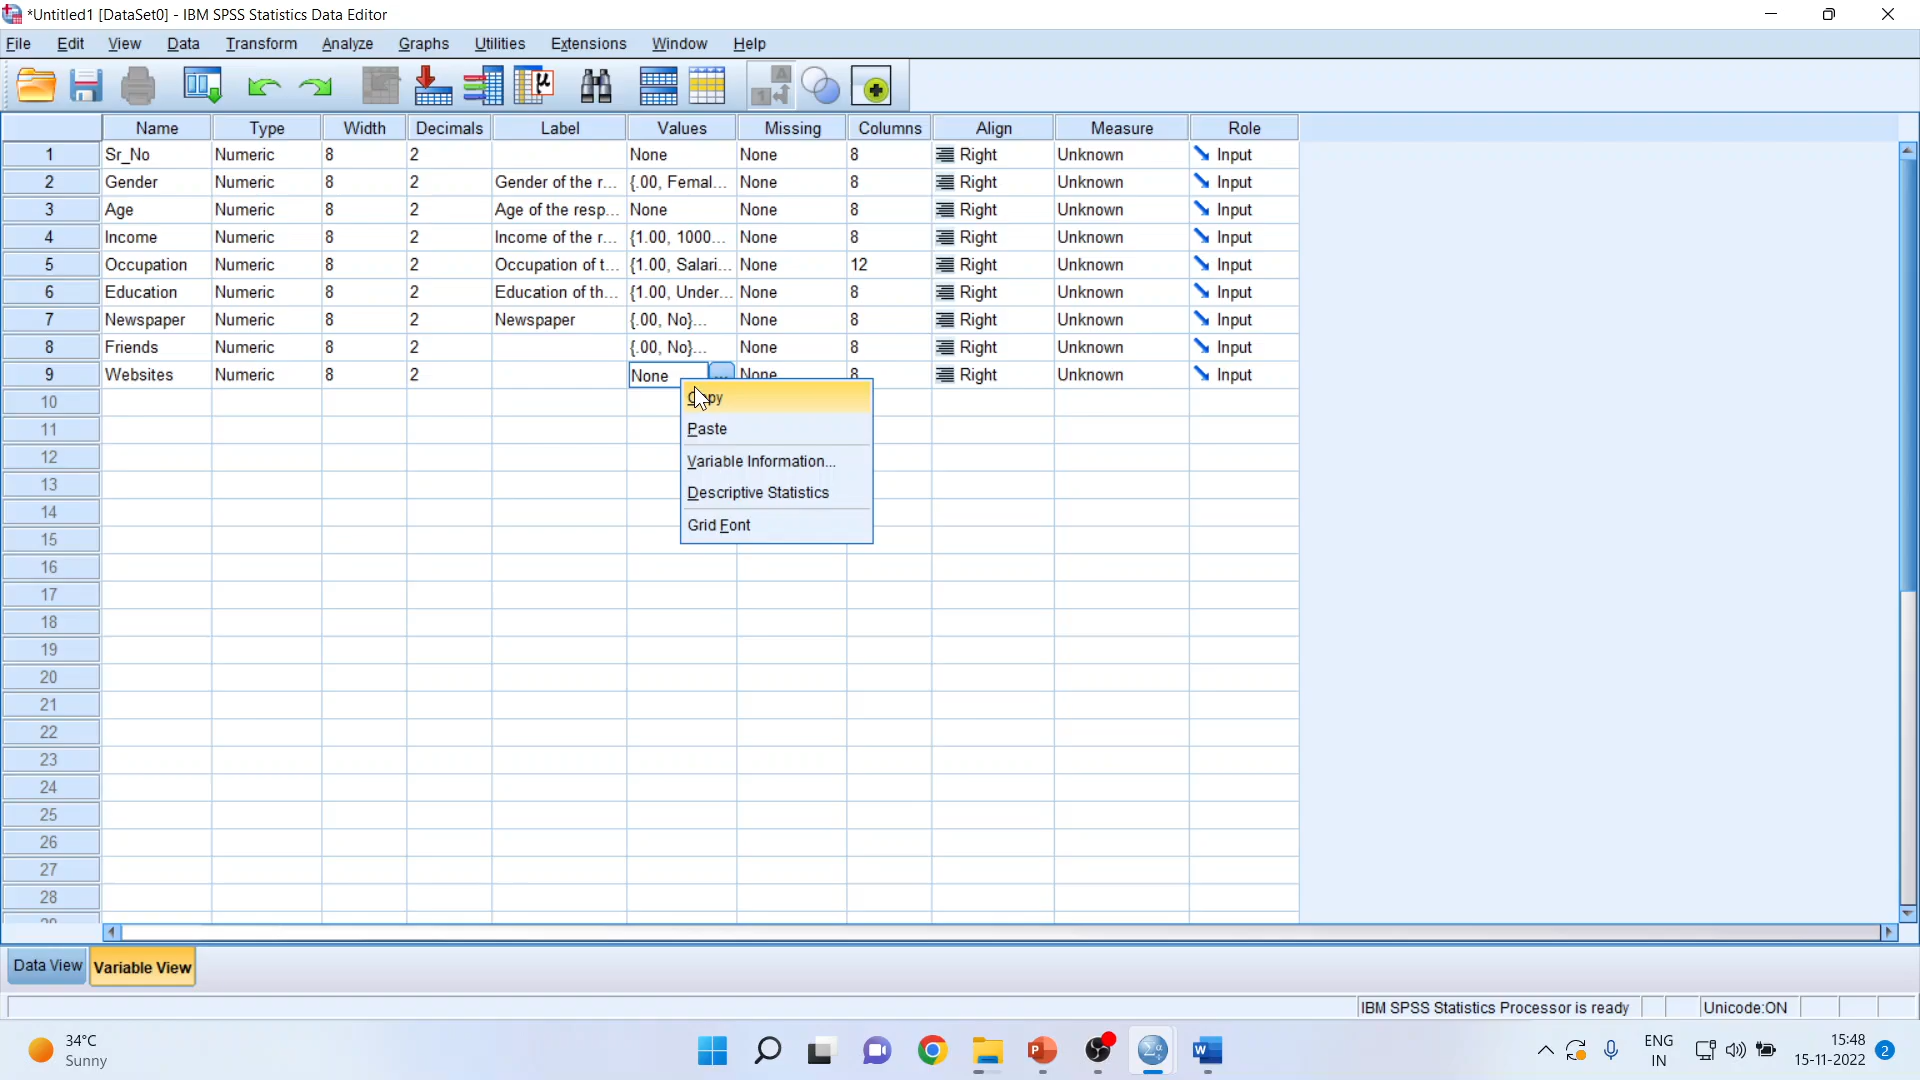 *Untitled1 [DataSet0] - IBM SPSS Statistics Data Editor
File Edit View Data Transform Analyze Graphs Utilities Extensions Window Help
Name Type Width Decimals Label Values Missing Columns Align Measure Role
1 Sr_No Numeric 8 2 None None 8 Right Unknown Input
2 Gender Numeric 8 2 Gender of the r... {.00, Femal... None 8 Right Unknown Input
3 Age Numeric 8 2 Age of the resp... None None 8 Right Unknown Input
4 Income Numeric 8 2 Income of the r... {1.00, 1000... None 8 Right Unknown Input
5 Occupation Numeric 8 2 Occupation of t... {1.00, Salari... None 12 Right Unknown Input
6 Education Numeric 8 2 Education of th... {1.00, Under... None 8 Right Unknown Input
7 Newspaper Numeric 8 2 Newspaper {.00, No}... None 8 Right Unknown Input
8 Friends Numeric 8 2 {.00, No}... None 8 Right Unknown Input
9 Websites Numeric 8 2 None ... None 8 Right Unknown Input
Copy
Paste
Variable Information...
Descriptive Statistics
Grid Font
10
11
12
13
14
15
16
17
18
19
20
21
22
23
24
25
26
27
28
29
Data View Variable View
IBM SPSS Statistics Processor is ready Unicode:ON
34°C
Sunny
ENG
IN
15:48
15-11-2022
2